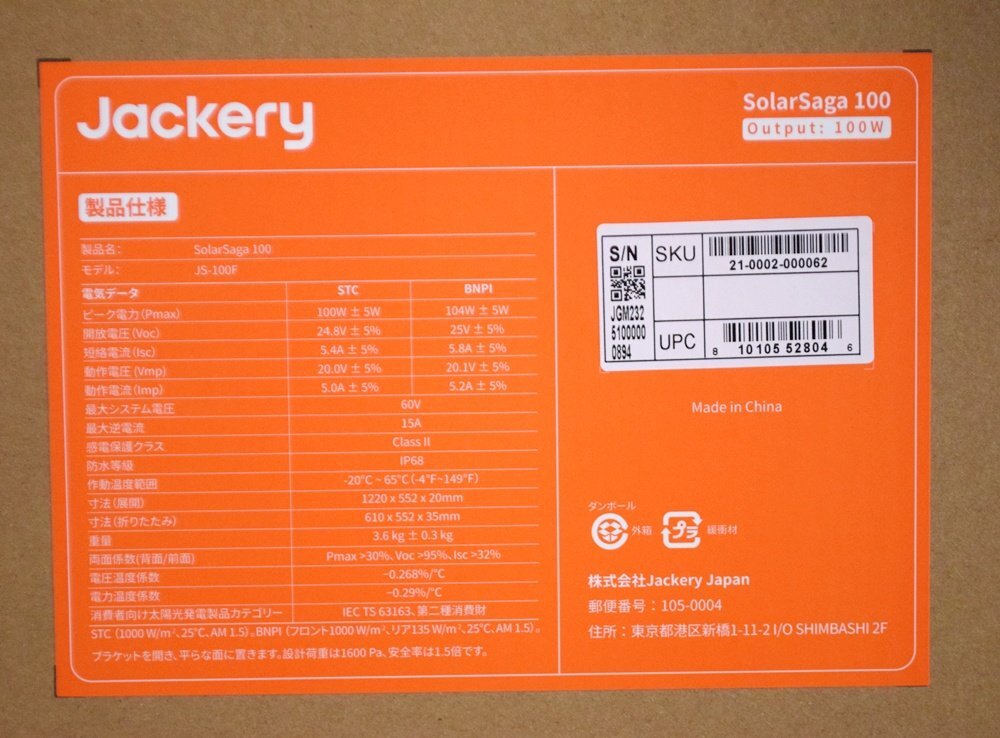 Jackery
SolarSaga 100
Output: 100W
製品仕様
製品名: SolarSaga 100
モデル: JS-100F
電気データ STC BNPI
ピーク電力(Pmax) 100W ± 5W 104W ± 5W
開放電圧(Voc) 24.8V ± 5% 25V ± 5%
短絡電流(Isc) 5.4A ± 5% 5.8A ± 5%
動作電圧(Vmp) 20.0V ± 5% 20.1V ± 5%
動作電流(Imp) 5.0A ± 5% 5.2A ± 5%
最大システム電圧 60V
最大逆電流 15A
感電保護クラス Class II
防水等級 IP68
作動温度範囲 -20℃ ~ 65℃ (-4℉~149℉)
寸法(展開) 1220 x 552 x 20mm
寸法(折りたたみ) 610 x 552 x 35mm
重量 3.6 kg ± 0.3 kg
両面係数(背面/前面) Pmax >30%、Voc >95%、Isc >32%
電圧温度係数 -0.268%/℃
電力温度係数 -0.29%/℃
消費者向け太陽光発電製品カテゴリー IEC TS 63163、第二種消費財
STC (1000 W/m²、25℃、AM 1.5)。BNPI (フロント1000 W/m²、リア135 W/m²、25℃、AM 1.5)。
ブラケットを開き、平らな面に置きます。設計荷重は1600 Pa、安全率は1.5倍です。
S/N
JGM232
5100000
0894
SKU
21-0002-000062
UPC
8 10105 52804 6
Made in China
ダンボール
外箱 プラ 緩衝材
株式会社Jackery Japan
郵便番号：105-0004
住所：東京都港区新橋1-11-2 I/O SHIMBASHI 2F